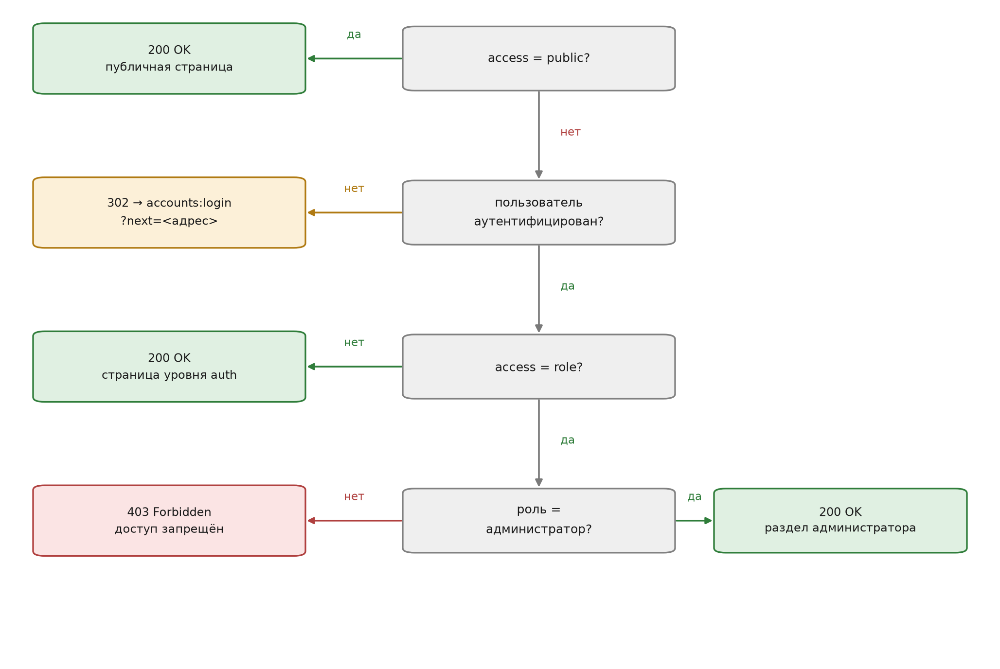 200 OK
публичная страница
да
access = public?
нет
302 → accounts:login
?next=<адрес>
нет
пользователь
аутентифицирован?
да
200 OK
страница уровня auth
нет
access = role?
да
403 Forbidden
доступ запрещён
нет
роль =
администратор?
да
200 OK
раздел администратора